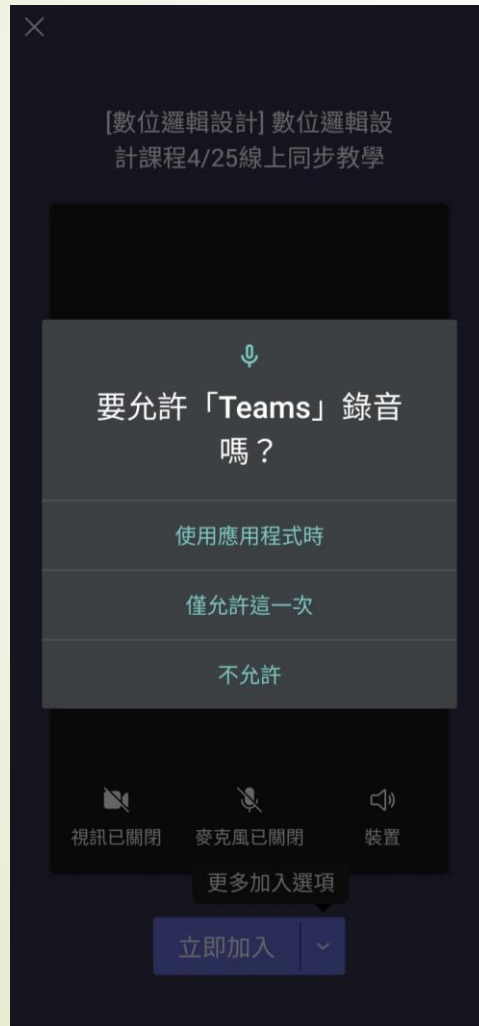 [數位邏輯設計] 數位邏輯設
計課程4/25線上同步教學
要允許「Teams」錄音
嗎？
使用應用程式時
僅允許這一次
不允許
視訊已關閉
麥克風已關閉
裝置
更多加入選項
立即加入